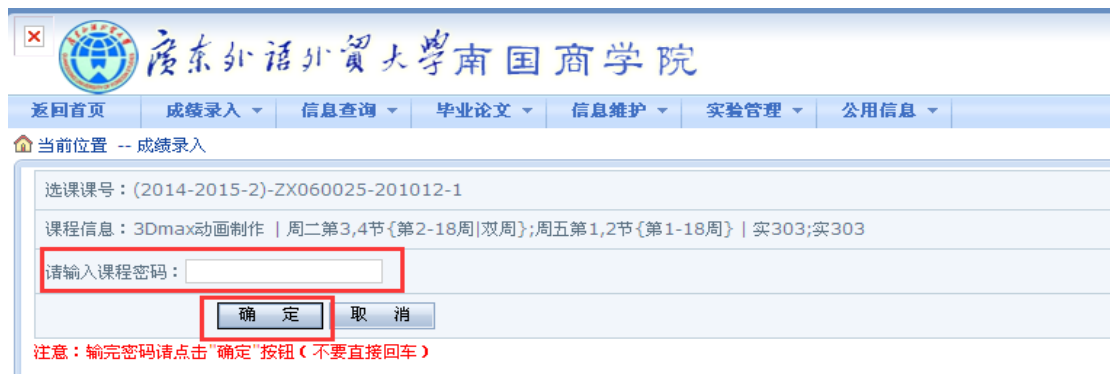 广东外语外贸大学南国商学院
返回首页 成绩录入 信息查询 毕业论文 信息维护 实验管理 公用信息
当前位置 -- 成绩录入
选课课号：(2014-2015-2)-ZX060025-201012-1
课程信息：3Dmax动画制作 | 周二第3,4节{第2-18周|双周};周五第1,2节{第1-18周} | 实303;实303
请输入课程密码：
确 定 取 消
注意：输完密码请点击"确定"按钮（不要直接回车）